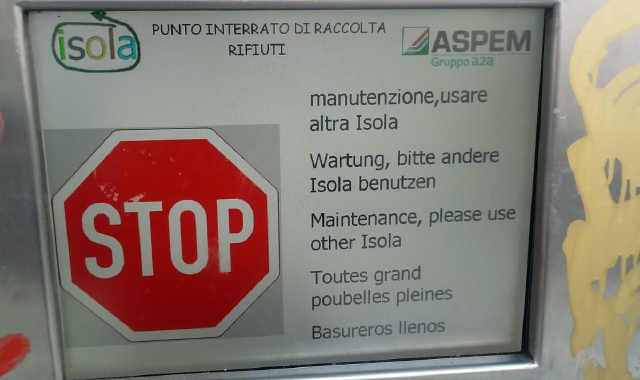 isola
PUNTO INTERRATO DI RACCOLTA
RIFIUTI
ASPEM
Gruppo a2a
STOP
manutenzione,usare
altra Isola
Wartung, bitte andere
Isola benutzen
Maintenance, please use
other Isola
Toutes grand
poubelles pleines
Basureros llenos